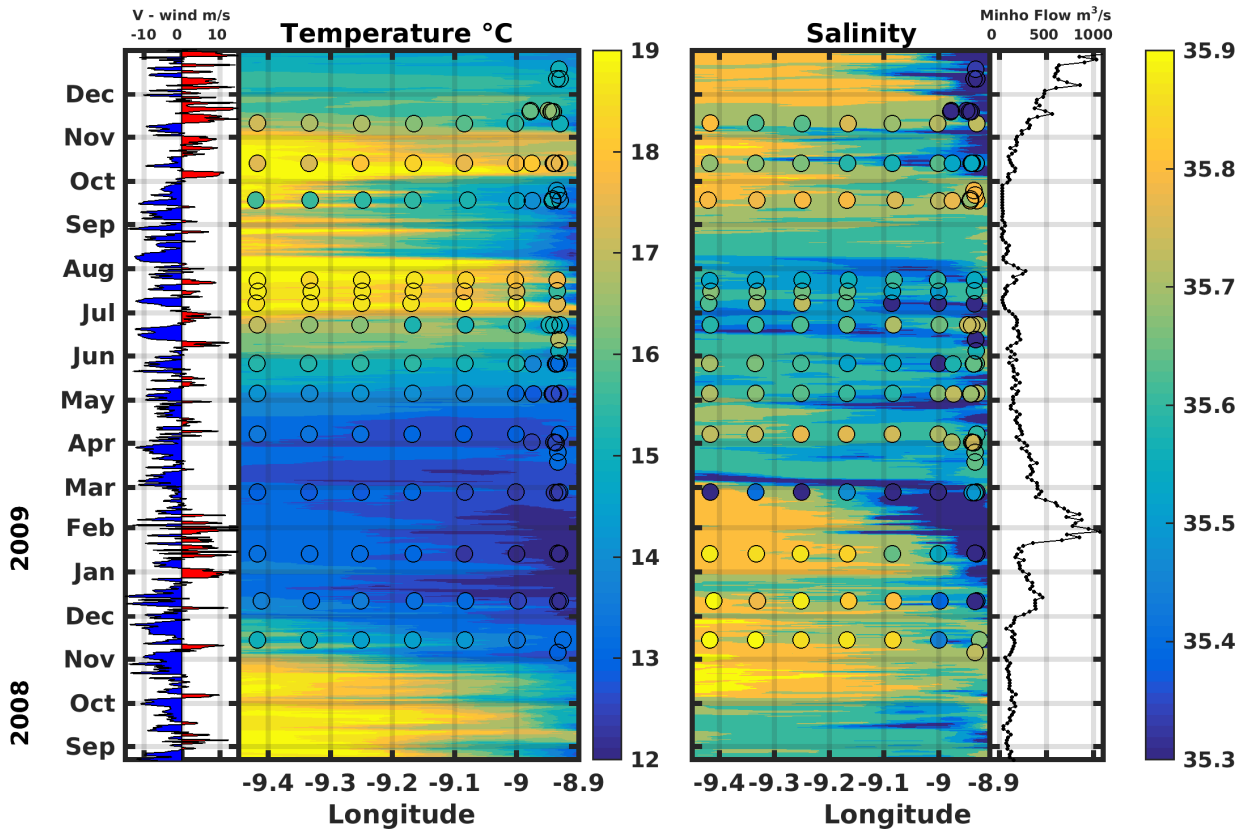 V - wind m/s
-10 0 10
Temperature °C
Salinity
Minho Flow m³/s
0 500 1000
Dec
Nov
Oct
Sep
Aug
Jul
Jun
May
Apr
Mar
Feb
Jan
Dec
Nov
Oct
Sep
2009
2008
19
18
17
16
15
14
13
12
35.9
35.8
35.7
35.6
35.5
35.4
35.3
-9.4 -9.3 -9.2 -9.1 -9 -8.9
Longitude
-9.4 -9.3 -9.2 -9.1 -9 -8.9
Longitude